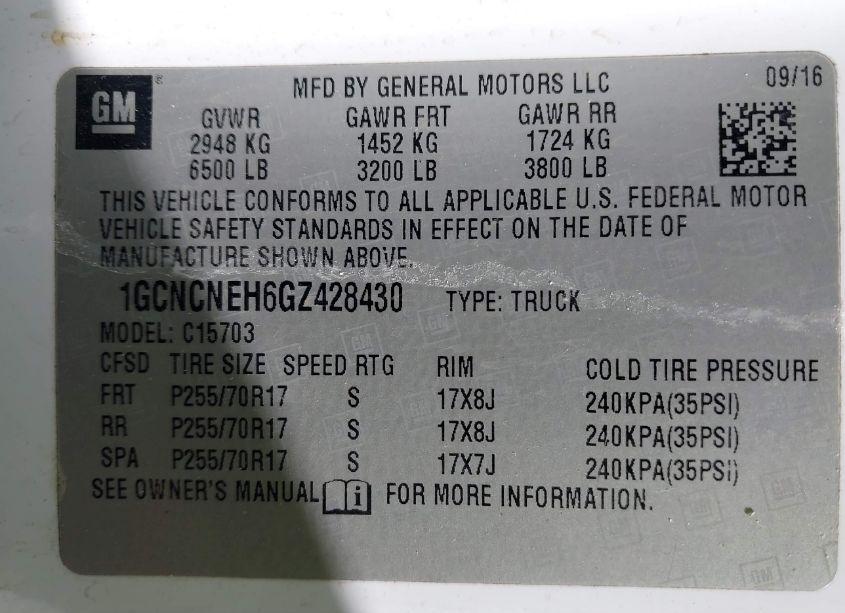 GM ®
MFD BY GENERAL MOTORS LLC 09/16
GVWR GAWR FRT GAWR RR
2948 KG 1452 KG 1724 KG
6500 LB 3200 LB 3800 LB
THIS VEHICLE CONFORMS TO ALL APPLICABLE U.S. FEDERAL MOTOR
VEHICLE SAFETY STANDARDS IN EFFECT ON THE DATE OF
MANUFACTURE SHOWN ABOVE.
1GCNCNEH6GZ428430 TYPE: TRUCK
MODEL: C15703
CFSD TIRE SIZE SPEED RTG RIM COLD TIRE PRESSURE
FRT P255/70R17 S 17X8J 240KPA(35PSI)
RR P255/70R17 S 17X8J 240KPA(35PSI)
SPA P255/70R17 S 17X7J 240KPA(35PSI)
SEE OWNER'S MANUAL i FOR MORE INFORMATION.